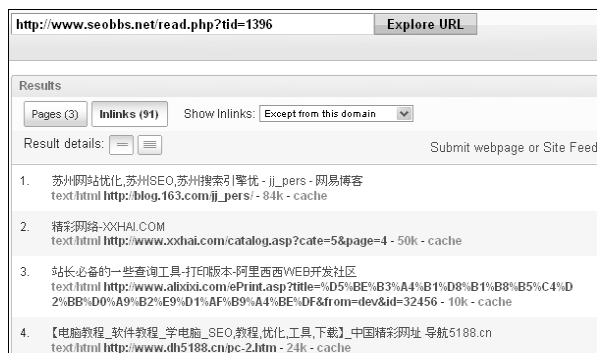 http://www.seobbs.net/read.php?tid=1396 Explore URL
Results
Pages (3) Inlinks (91) Show Inlinks: Except from this domain
Result details: Submit webpage or Site Feed
1. 苏州网站优化,苏州SEO,苏州搜索引擎优 - jj_pers - 网易博客
text/html http://blog.163.com/jj_pers/ - 84k - cache
2. 精彩网络-XXHAI.COM
text/html http://www.xxhai.com/catalog.asp?cate=5&page=4 - 50k - cache
3. 站长必备的一些查询工具-打印版本-阿里西西WEB开发社区
text/html http://www.alixixi.com/ePrint.asp?title=%D5%BE%B3%A4%B1%D8%B1%B8%B5%C4%D
2%BB%D0%A9%B2%E9%D1%AF%B9%A4%BE%DF&from=dev&id=32456 - 10k - cache
4. 【电脑教程_软件教程_学电脑_SEO,教程,优化,工具,下载】_中国精彩网址 导航5188.cn
text/html http://www.dh5188.cn/pc-2.htm - 24k - cache